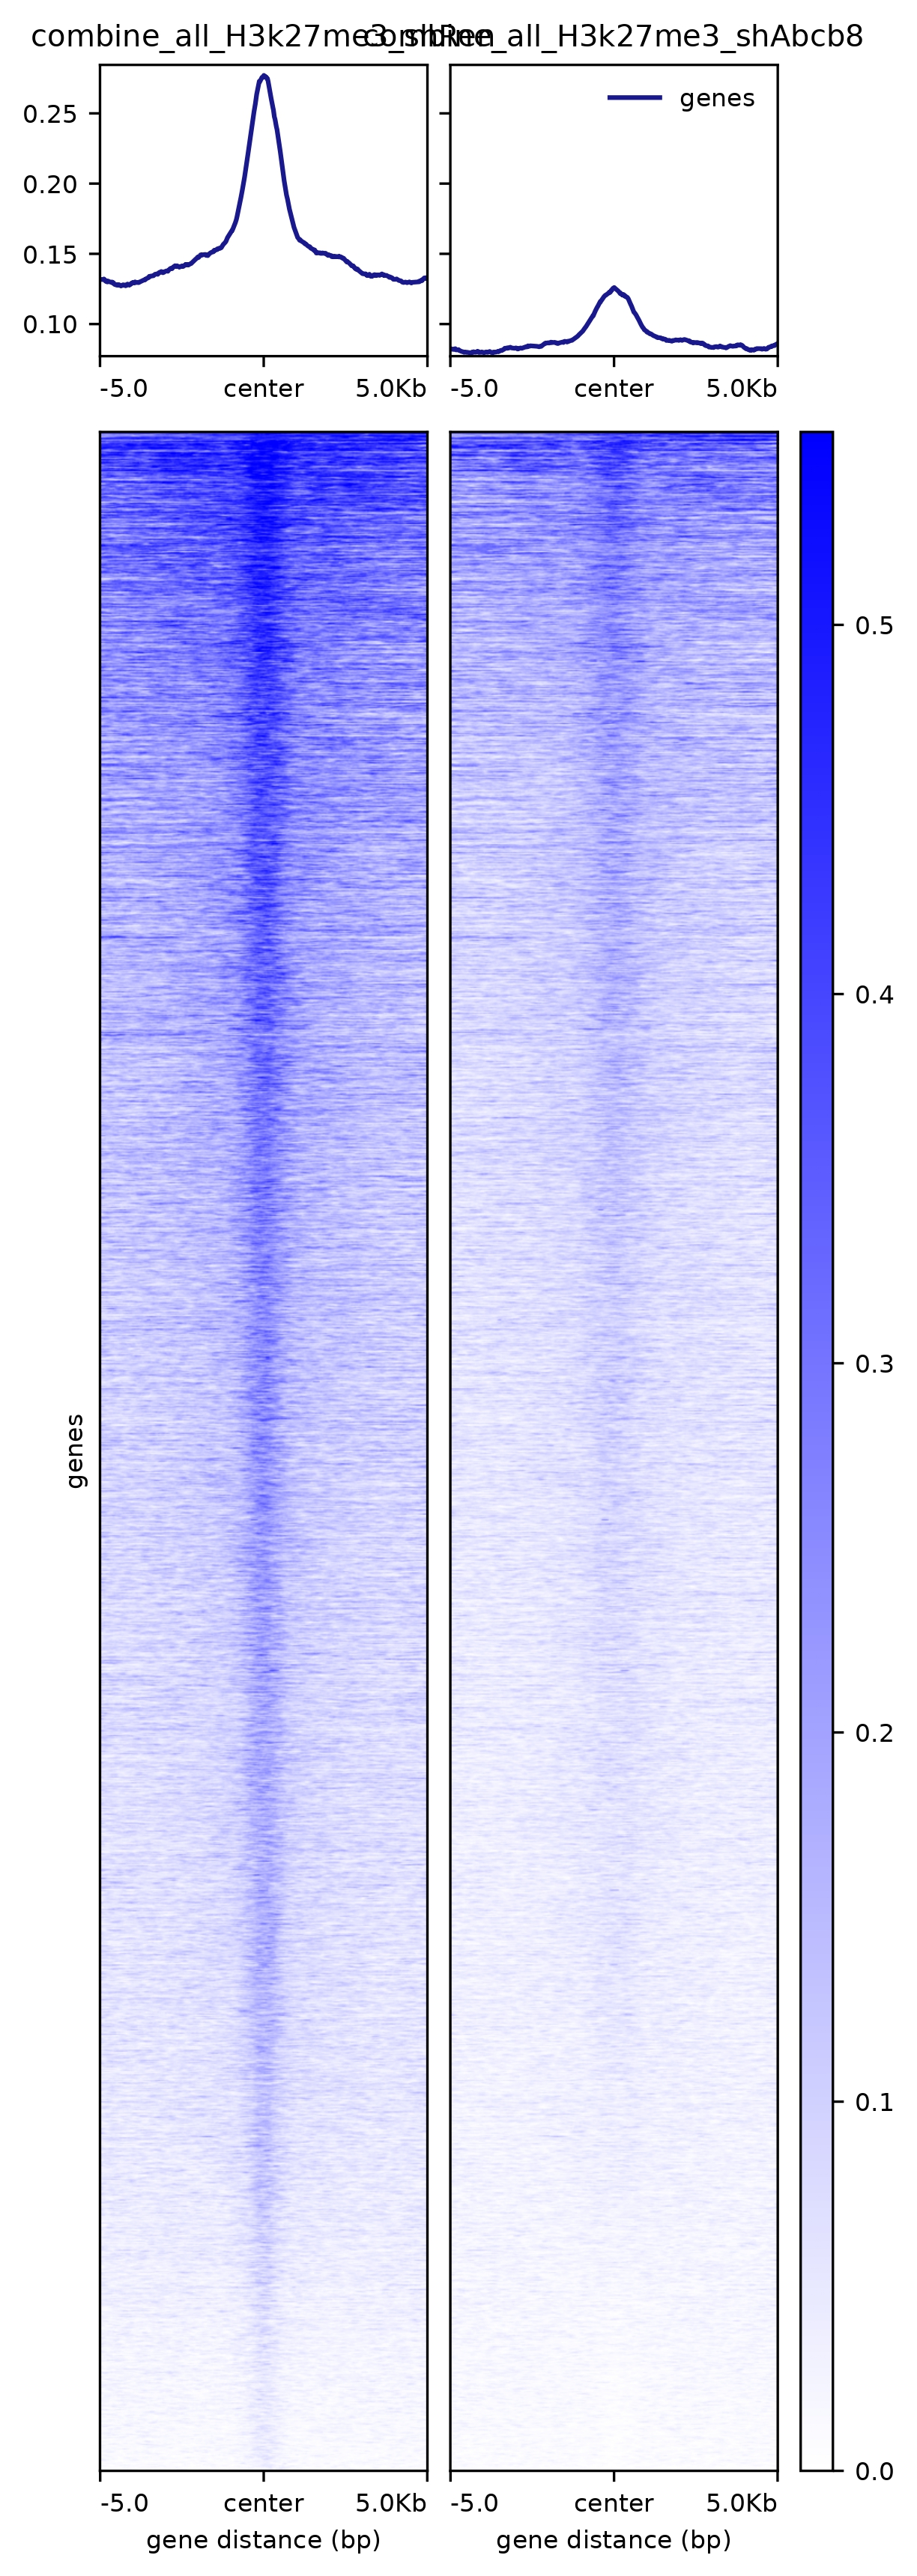 combine_all_H3k27me3_shRen
combine_all_H3k27me3_shAbcb8
0.25
0.20
0.15
0.10
genes
-5.0 center 5.0Kb
-5.0 center 5.0Kb
0.5
0.4
0.3
0.2
0.1
0.0
genes
-5.0 center 5.0Kb
gene distance (bp)
-5.0 center 5.0Kb
gene distance (bp)